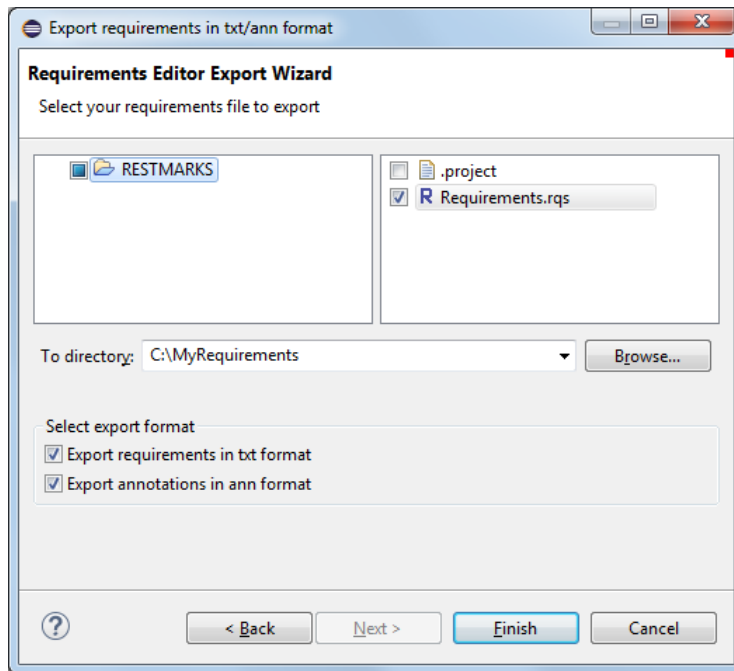 Export requirements in txt/ann format
Requirements Editor Export Wizard
Select your requirements file to export
RESTMARKS
.project
R Requirements.rqs
To directory: C:\MyRequirements Browse...
Select export format
Export requirements in txt format
Export annotations in ann format
? < Back Next > Finish Cancel